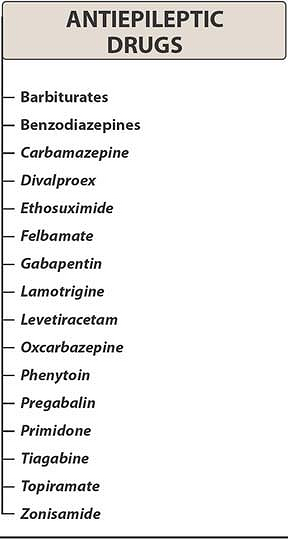 ANTIEPILEPTIC
DRUGS
Barbiturates
Benzodiazepines
Carbamazepine
Divalproex
Ethosuximide
Felbamate
Gabapentin
Lamotrigine
Levetiracetam
Oxcarbazepine
Phenytoin
Pregabalin
Primidone
Tiagabine
Topiramate
Zonisamide